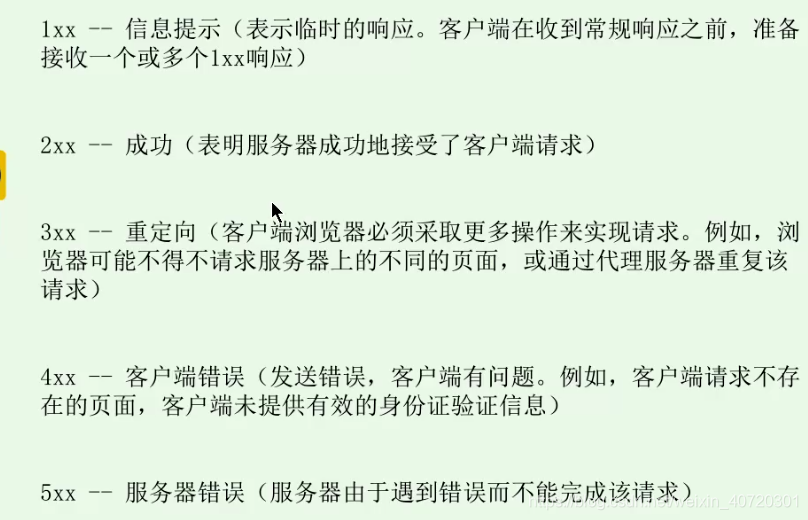 1xx -- 信息提示（表示临时的响应。客户端在收到常规响应之前，准备
接收一个或多个1xx响应）
2xx -- 成功（表明服务器成功地接受了客户端请求）
3xx -- 重定向（客户端浏览器必须采取更多操作来实现请求。例如，浏
览器可能不得不请求服务器上的不同的页面，或通过代理服务器重复该
请求）
4xx -- 客户端错误（发送错误，客户端有问题。例如，客户端请求不存
在的页面，客户端未提供有效的身份证验证信息）
5xx -- 服务器错误（服务器由于遇到错误而不能完成该请求）
https://blog.csdn.net/weixin_40720301